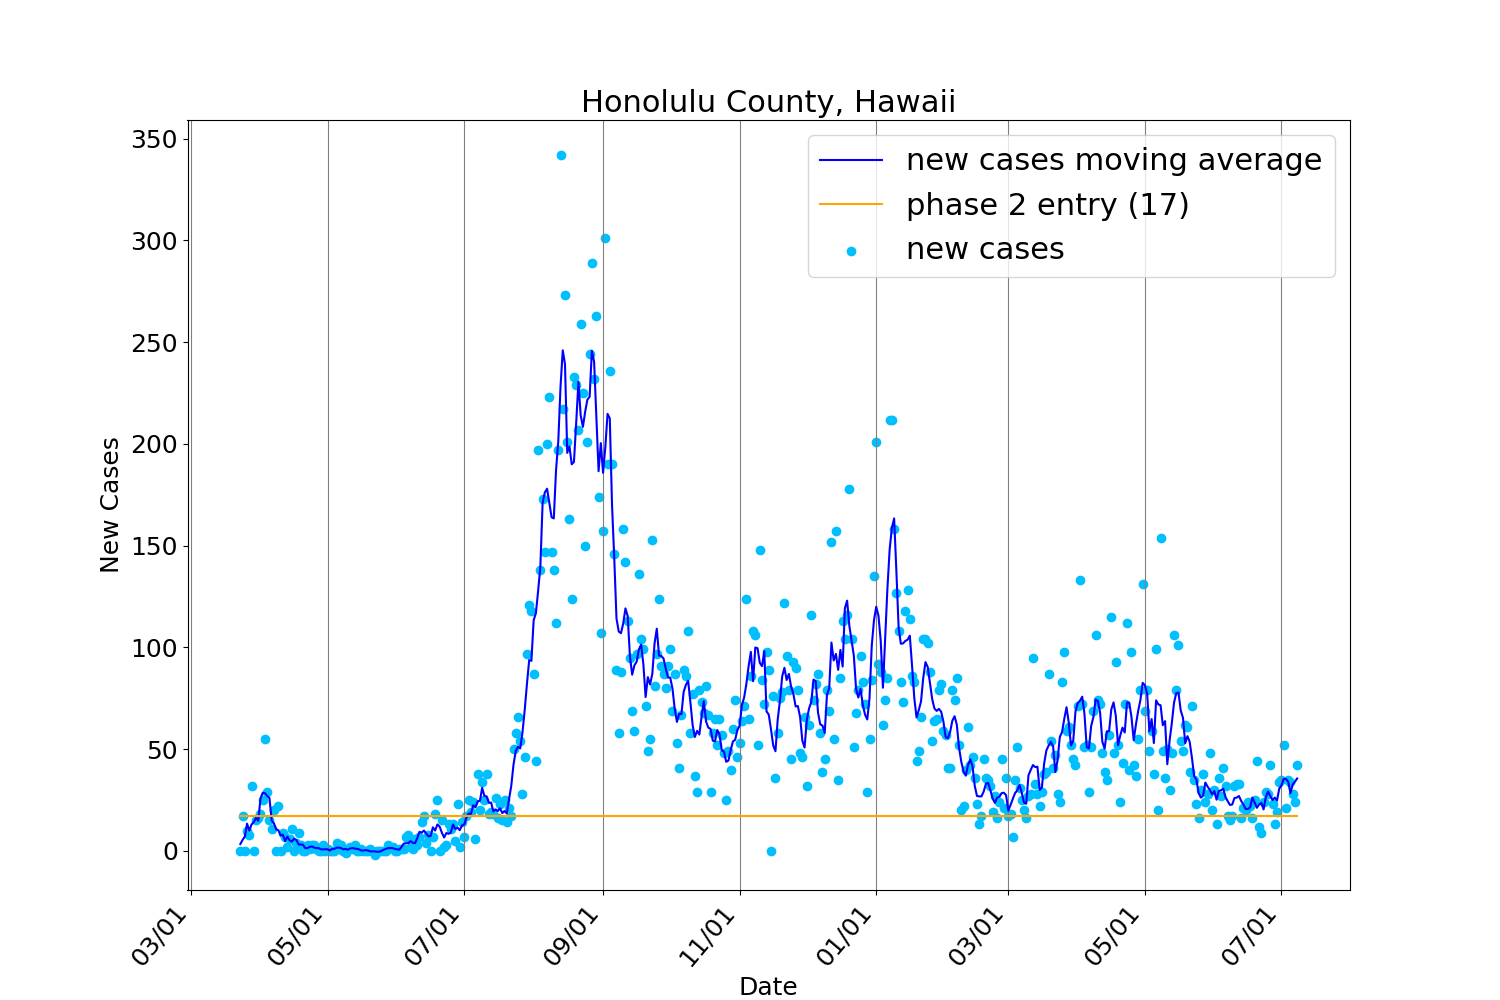 Honolulu County, Hawaii
new cases moving average
phase 2 entry (17)
new cases
New Cases
350
300
250
200
150
100
50
0
03/01
05/01
07/01
09/01
11/01
01/01
03/01
05/01
07/01
Date